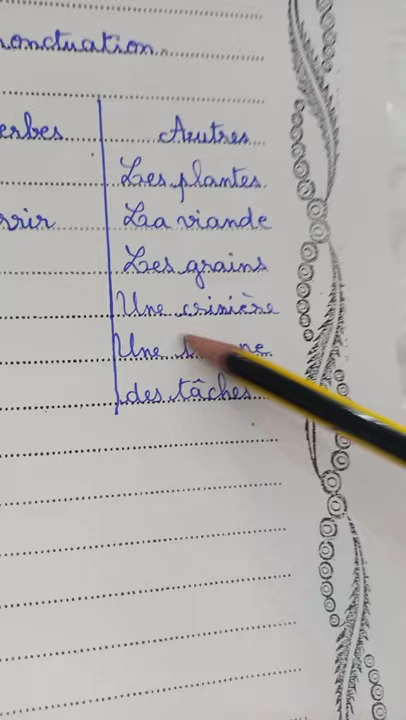 onctuation
erbes Autres
Les plantes.
rrir La viande
Les grains
Une crinière
Une
des tâches